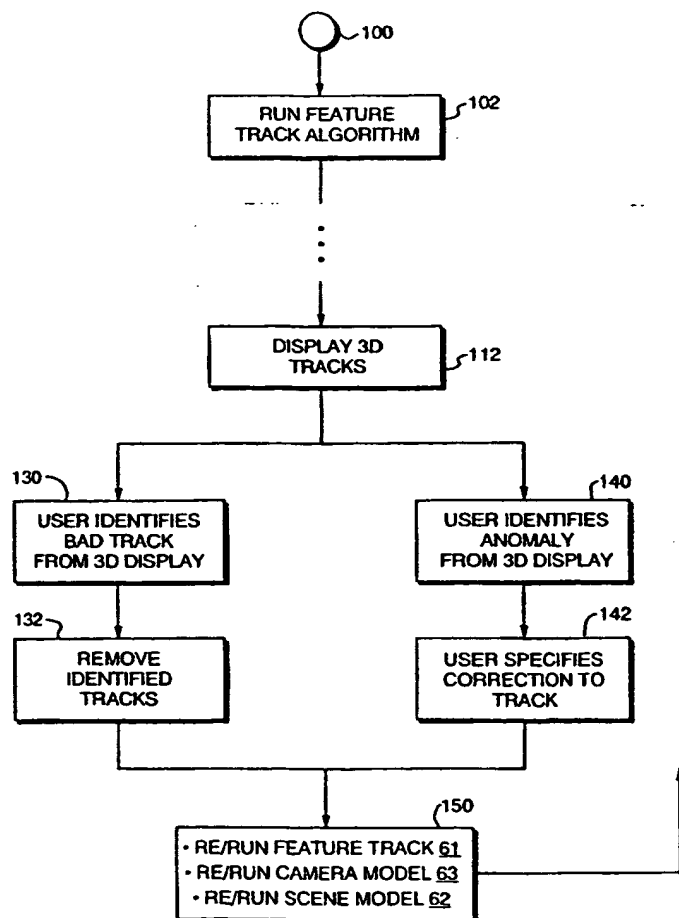 100
RUN FEATURE
TRACK ALGORITHM
102
DISPLAY 3D
TRACKS
112
130
USER IDENTIFIES
BAD TRACK
FROM 3D DISPLAY
140
USER IDENTIFIES
ANOMALY
FROM 3D DISPLAY
132
REMOVE
IDENTIFIED
TRACKS
142
USER SPECIFIES
CORRECTION TO
TRACK
150
• RE/RUN FEATURE TRACK 61
• RE/RUN CAMERA MODEL 63
• RE/RUN SCENE MODEL 62